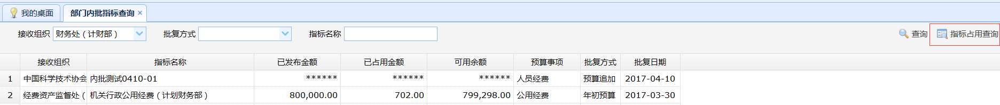 我的桌面 部门内批指标查询 ×
接收组织 财务处（计财部） 批复方式 指标名称 查询 指标占用查询
接收组织 指标名称 已发布金额 已占用金额 可用余额 预算事项 批复方式 批复日期
1 中国科学技术协会 内批测试0410-01 ****** ****** ****** 人员经费 预算追加 2017-04-10
2 经费资产监督处（ 机关行政公用经费（计划财务部） 800,000.00 702.00 799,298.00 公用经费 年初预算 2017-03-30